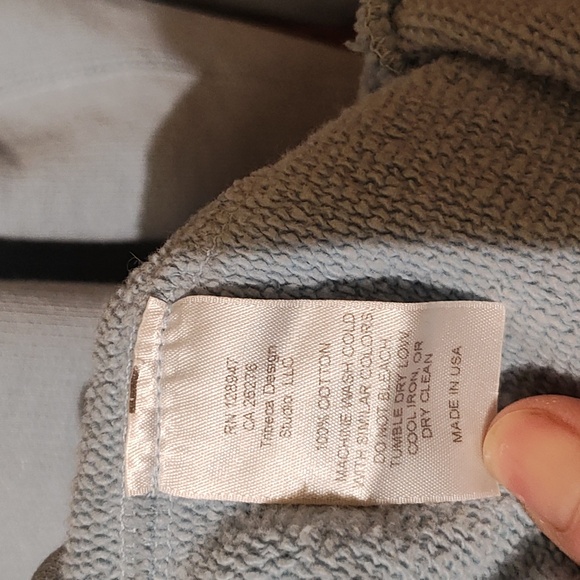 RN 123947
CA 26276
Tribeca Design
Studio LLC
100% COTTON
MACHINE WASH COLD
WITH SIMILAR COLORS
DO NOT BLEACH
TUMBLE DRY LOW
COOL IRON, OR
DRY CLEAN
MADE IN USA